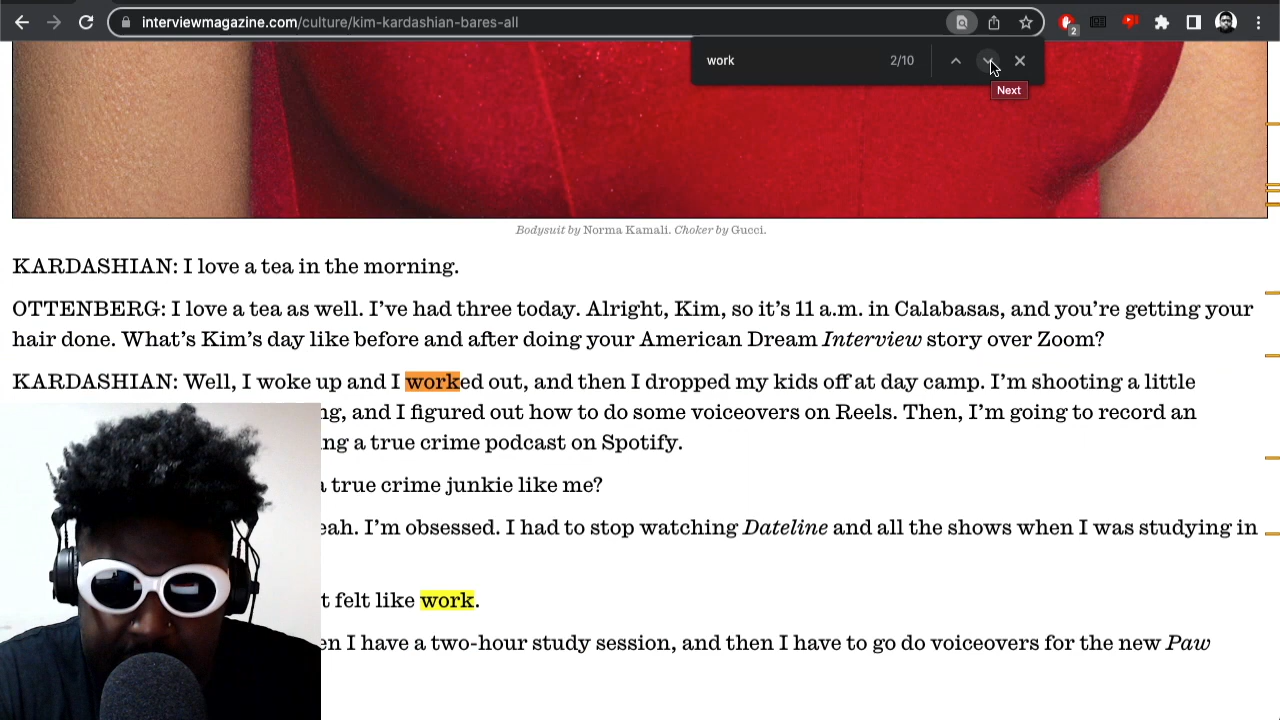 interviewmagazine.com/culture/kim-kardashian-bares-all
2
work
2/10
Next
Bodysuit by Norma Kamali. Choker by Gucci.
KARDASHIAN: I love a tea in the morning.
OTTENBERG: I love a tea as well. I’ve had three today. Alright, Kim, so it’s 11 a.m. in Calabasas, and you’re getting your
hair done. What’s Kim’s day like before and after doing your American Dream Interview story over Zoom?
KARDASHIAN: Well, I woke up and I worked out, and then I dropped my kids off at day camp. I’m shooting a little
, and I figured out how to do some voiceovers on Reels. Then, I’m going to record an
a true crime podcast on Spotify.
true crime junkie like me?
I’m obsessed. I had to stop watching Dateline and all the shows when I was studying in
felt like work.
I have a two-hour study session, and then I have to go do voiceovers for the new Paw